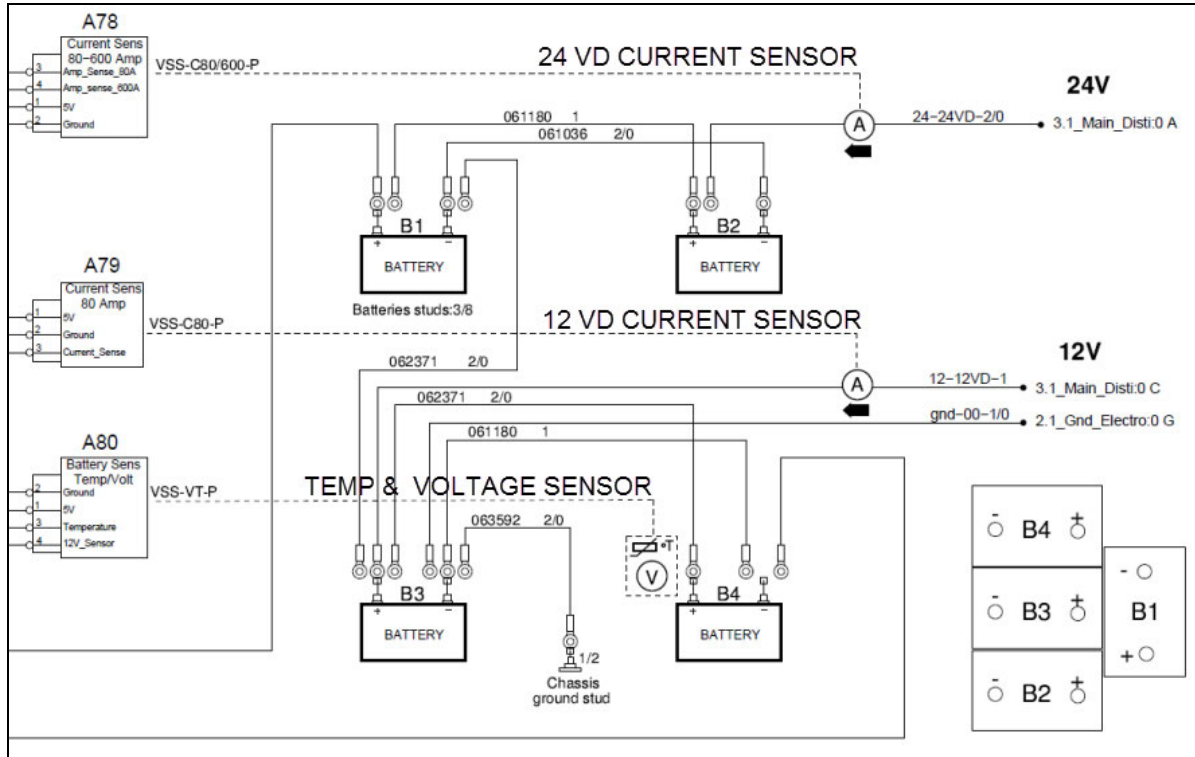 A78
Current Sens
80-600 Amp
3 Amp_Sense_80A
4 Amp_sense_600A
1 5V
2 Ground
VSS-C80/600-P
24 VD CURRENT SENSOR
24V
A
24-24VD-2/0
3.1_Main_Disti:0 A
061180 1
061036 2/0
B1
+ -
BATTERY
B2
+ -
BATTERY
Batteries studs:3/8
A79
Current Sens
80 Amp
1 5V
2 Ground
3 Current_Sense
VSS-C80-P
12 VD CURRENT SENSOR
12V
A
12-12VD-1
3.1_Main_Disti:0 C
062371 2/0
062371 2/0
gnd-00-1/0
2.1_Gnd_Electro:0 G
061180 1
A80
Battery Sens
Temp/Volt
2 Ground
1 5V
3 Temperature
4 12V_Sensor
VSS-VT-P
TEMP & VOLTAGE SENSOR
063592 2/0
°T
V
B3
+ -
BATTERY
B4
+ -
BATTERY
1/2
Chassis
ground stud
- B4 +
- B3 +
- B2 +
-
B1
+